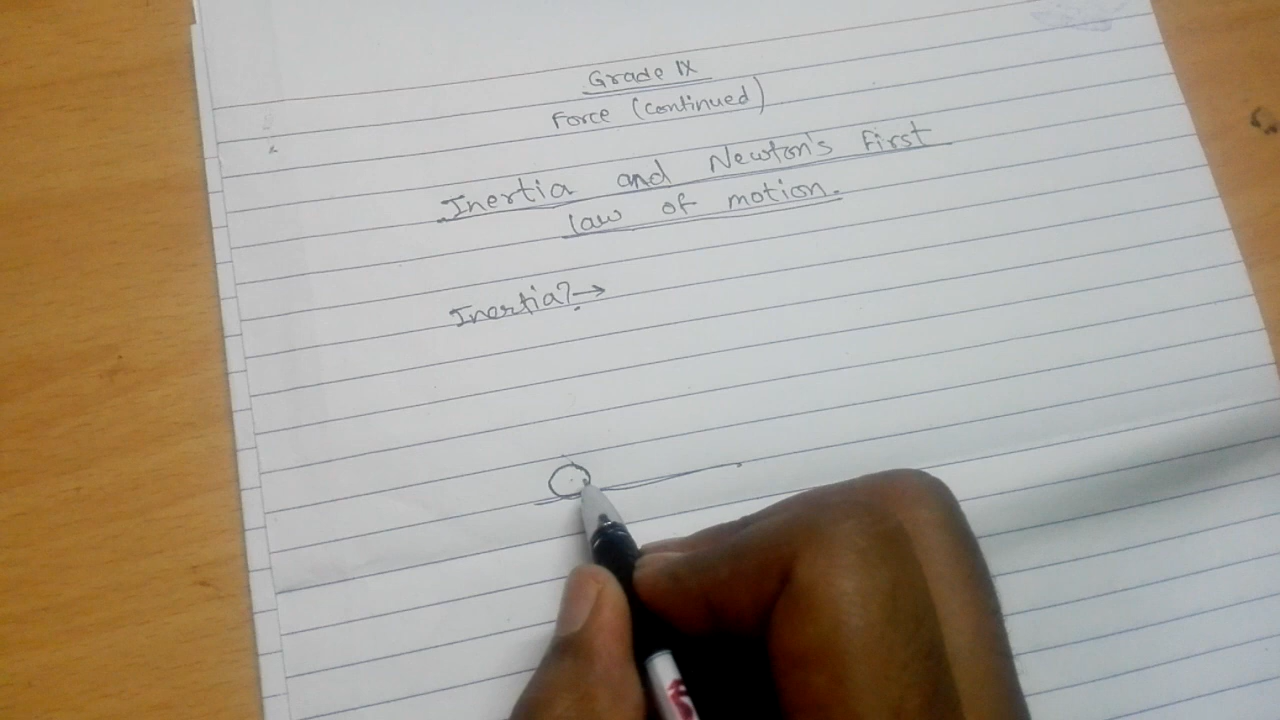 Grade IX
Force (continued)
Inertia and Newton's First
law of motion.
Inertia? →